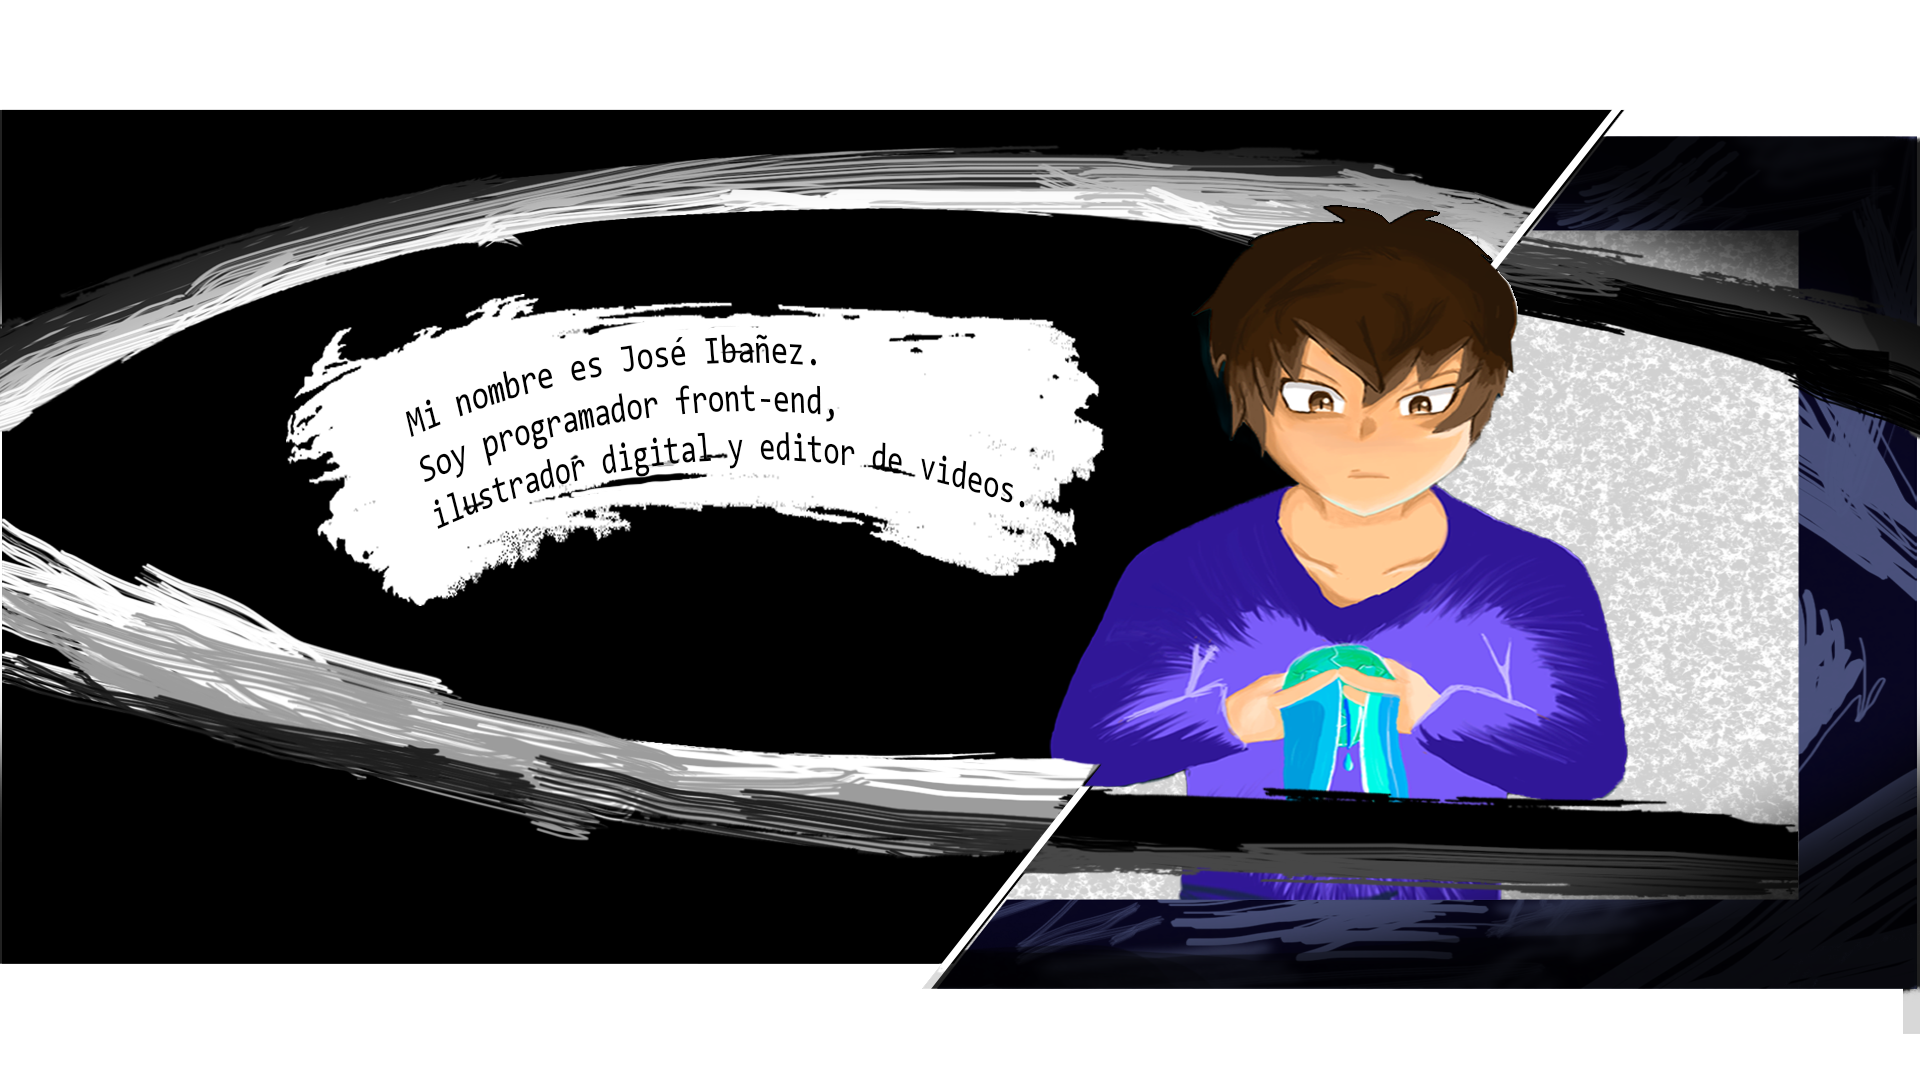 Mi nombre es José Ibañez.
Soy programador front-end,
ilustrador digital y editor de videos.